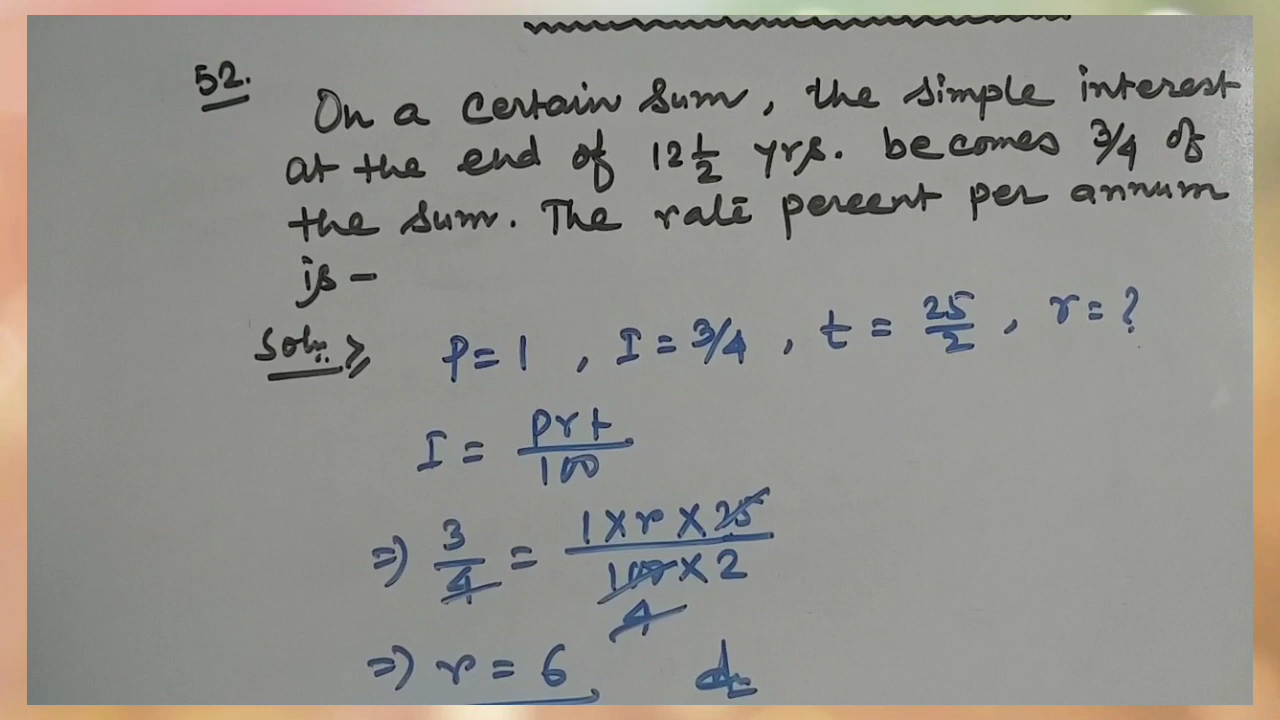 52.
On a certain sum, the simple interest
at the end of 12 1/2 yrs. becomes 3/4 of
the sum. The rate percent per annum
is -
Soln. P = 1 , I = 3/4 , t = 25/2 , r = ?
I = prt/100
=> 3/4 = 1 x r x 25/100 x 2
4
=> r = 6